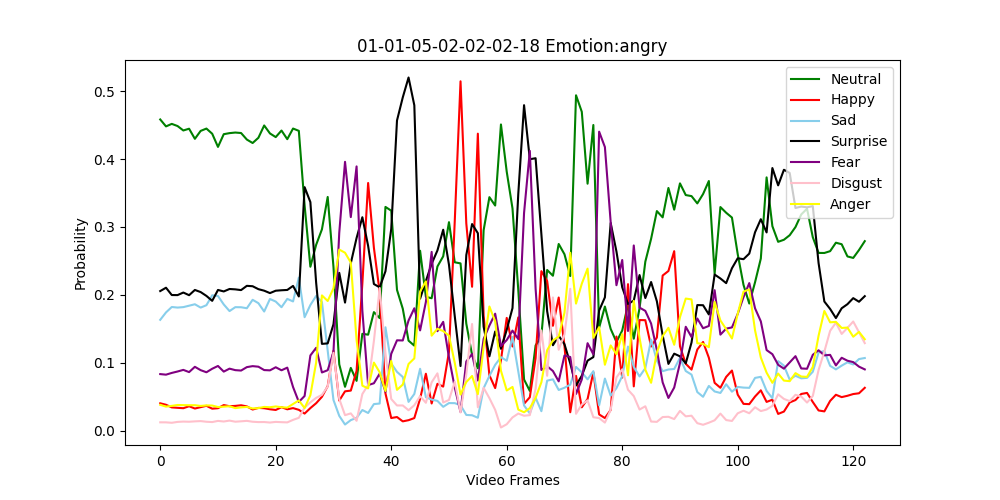 01-01-05-02-02-02-18 Emotion:angry
Neutral
Happy
Sad
Surprise
Fear
Disgust
Anger
Probability
0.5
0.4
0.3
0.2
0.1
0.0
0 20 40 60 80 100 120
Video Frames